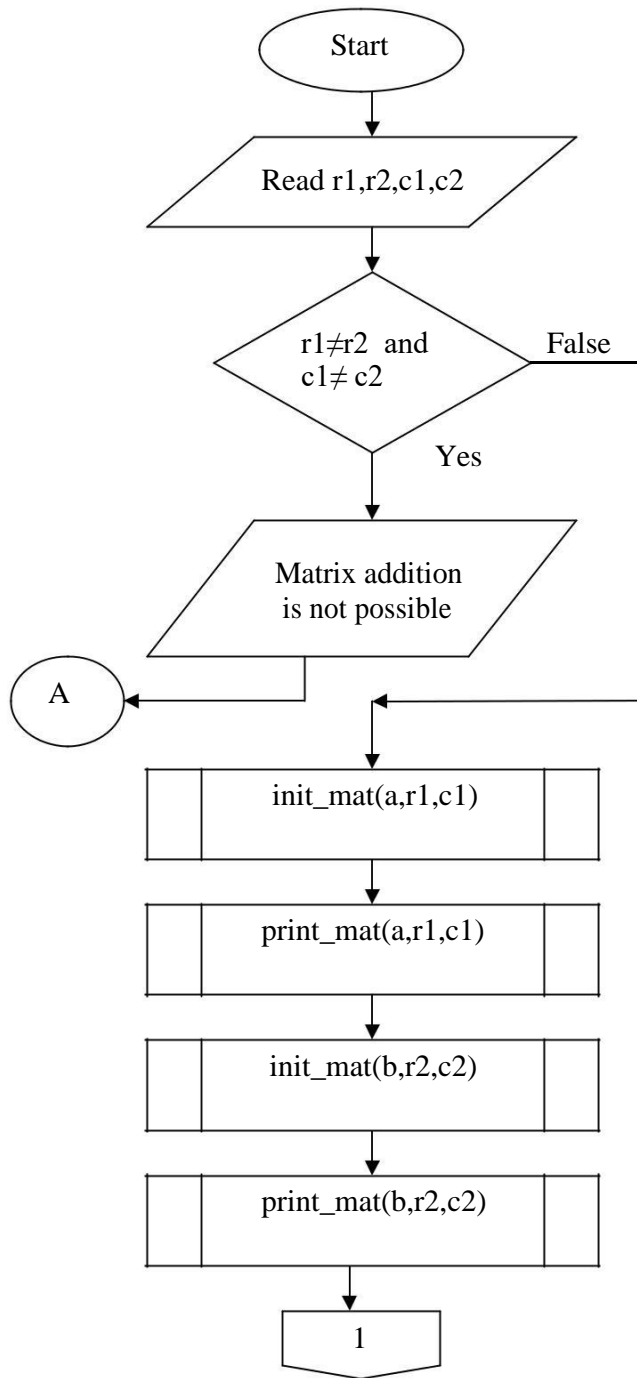 Start
Read r1,r2,c1,c2
r1≠r2 and
c1≠ c2
False
Yes
Matrix addition
is not possible
A
init_mat(a,r1,c1)
print_mat(a,r1,c1)
init_mat(b,r2,c2)
print_mat(b,r2,c2)
1